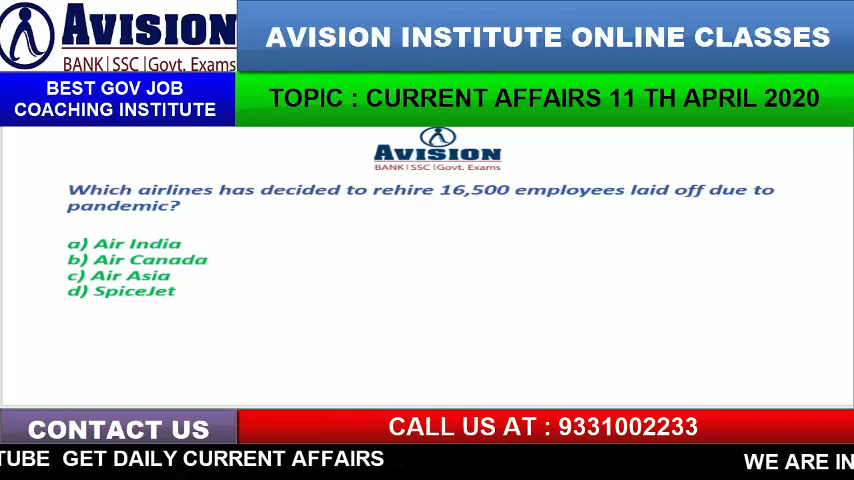 AVISION
BANK|SSC|Govt. Exams
AVISION INSTITUTE ONLINE CLASSES
BEST GOV JOB
COACHING INSTITUTE
TOPIC : CURRENT AFFAIRS 11 TH APRIL 2020
AVISION
BANK|SSC|Govt. Exams
Which airlines has decided to rehire 16,500 employees laid off due to
pandemic?
a) Air India
b) Air Canada
c) Air Asia
d) SpiceJet
CONTACT US
CALL US AT : 9331002233
TUBE GET DAILY CURRENT AFFAIRS
WE ARE IN